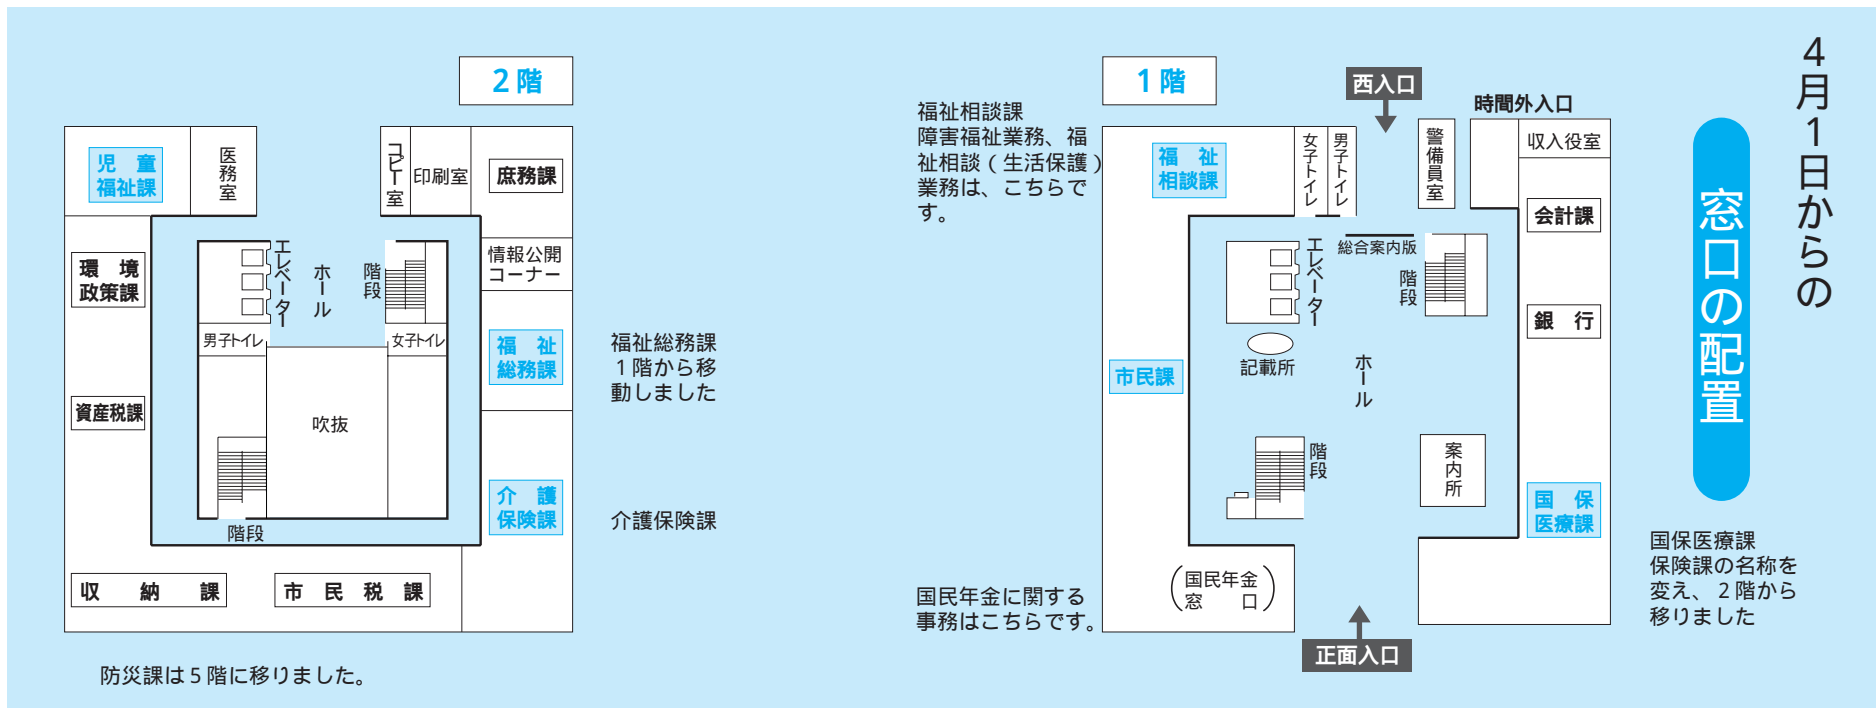 4月1日からの
窓口の配置
1階
西入口
時間外入口
福祉相談課
障害福祉業務、福
祉相談(生活保護)
業務は、こちらで
す。
福祉
相談課
女子トイレ
男子トイレ
警備員室
収入役室
会計課
エレベーター
総合案内版
階段
銀行
記載所
市民課
ホール
階段
案内所
国保
医療課
国保医療課
保険課の名称を
変え、2階から
移りました
国民年金に関する
事務はこちらです。
(国民年金
窓口)
正面入口
2階
児童
福祉課
医務室
コピー室
印刷室
庶務課
環境
政策課
エレベーター
ホール
階段
情報公開
コーナー
男子トイレ
女子トイレ
福祉
総務課
福祉総務課
1階から移
動しました
資産税課
吹抜
介護
保険課
介護保険課
階段
収納課
市民税課
防災課は5階に移りました。